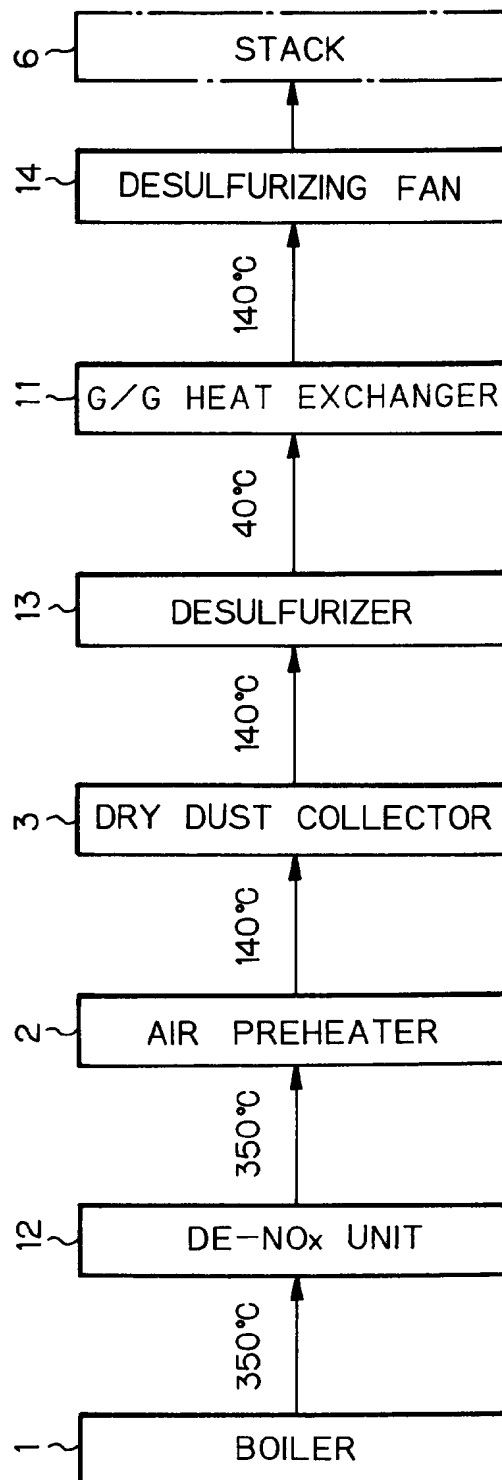 6
STACK
14
DESULFURIZING FAN
140°C
11
G/G HEAT EXCHANGER
40°C
13
DESULFURIZER
140°C
3
DRY DUST COLLECTOR
140°C
2
AIR PREHEATER
350°C
12
DE-NOx UNIT
350°C
1
BOILER